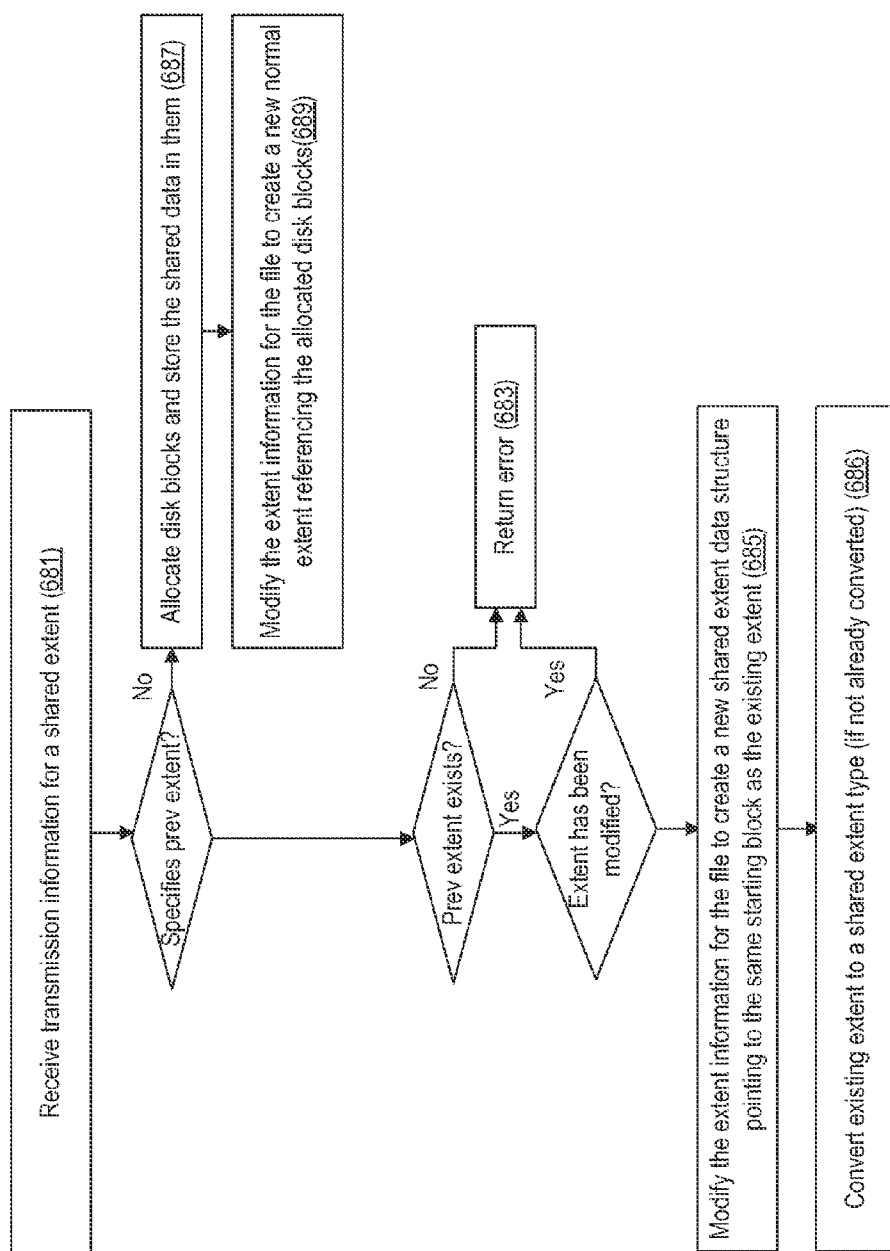 Receive transmission information for a shared extent (681)
Specifies prev extent?
No
Allocate disk blocks and store the shared data in them (687)
Modify the extent information for the file to create a new normal
extent referencing the allocated disk blocks(689)
Prev extent exists?
No
Yes
Return error (683)
Extent has been
modified?
Yes
Modify the extent information for the file to create a new shared extent data structure
pointing to the same starting block as the existing extent (685)
Convert existing extent to a shared extent type (if not already converted) (686)